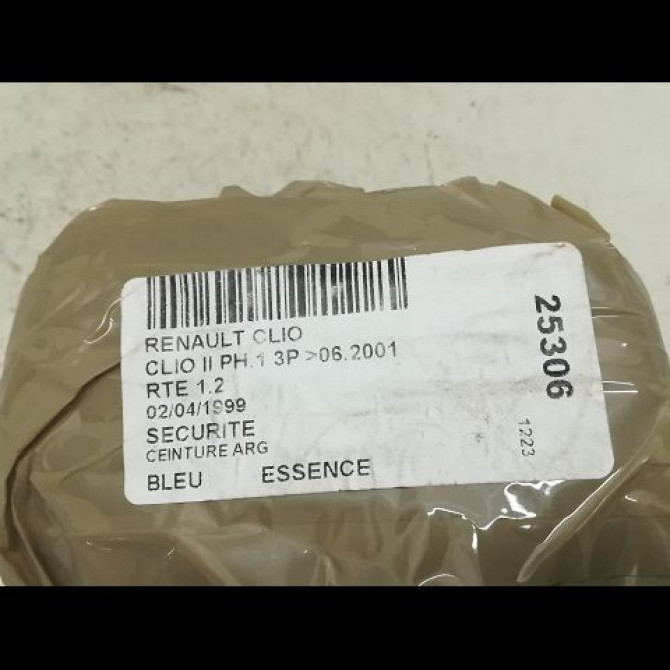 RENAULT CLIO
CLIO II PH.1 3P >06.2001
RTE 1.2
02/04/1999
SECURITE
CEINTURE ARG
BLEU ESSENCE
25306
1223